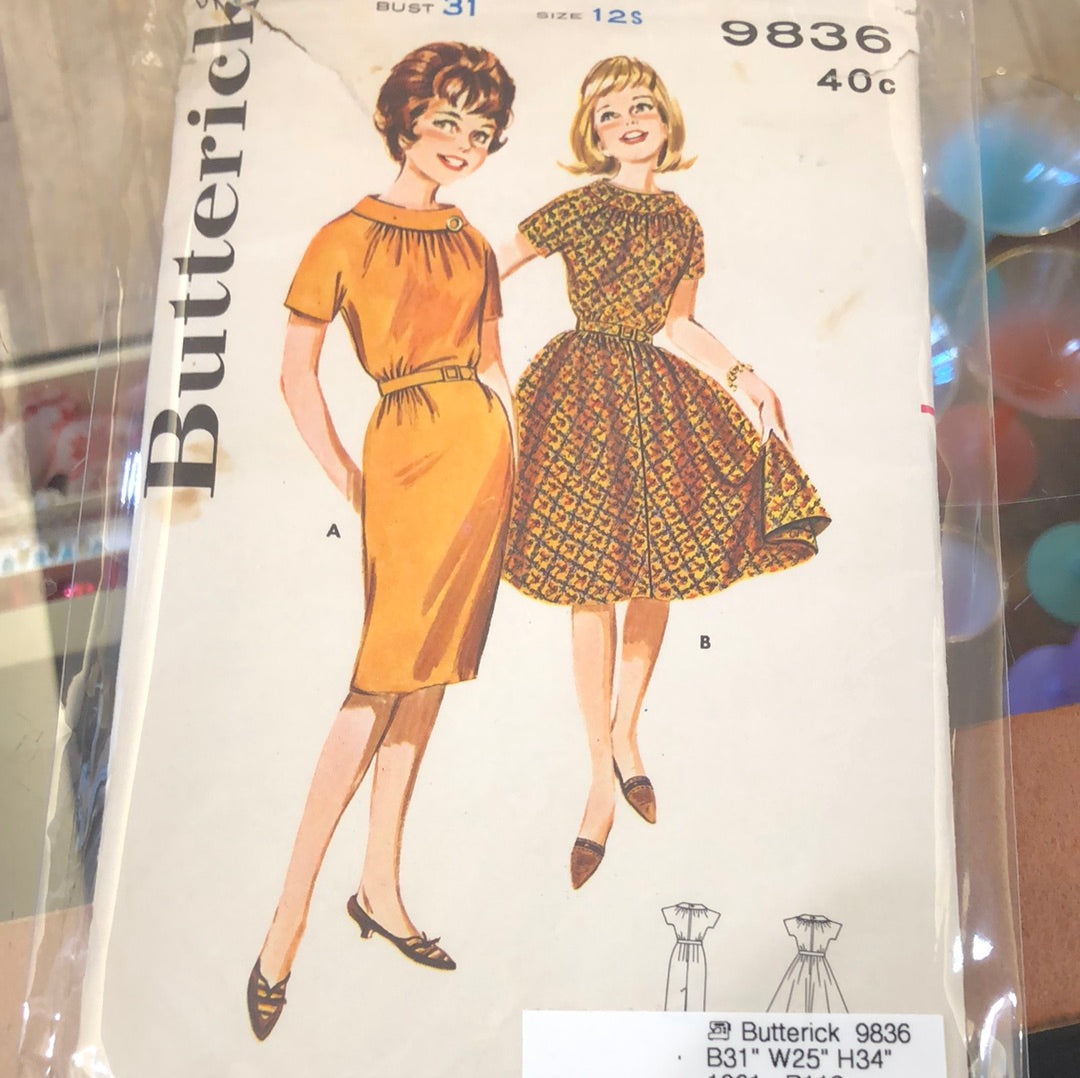 BUST 31 SIZE 12S
9836
40c
Butterick
A
B
Butterick 9836
B31" W25" H34"